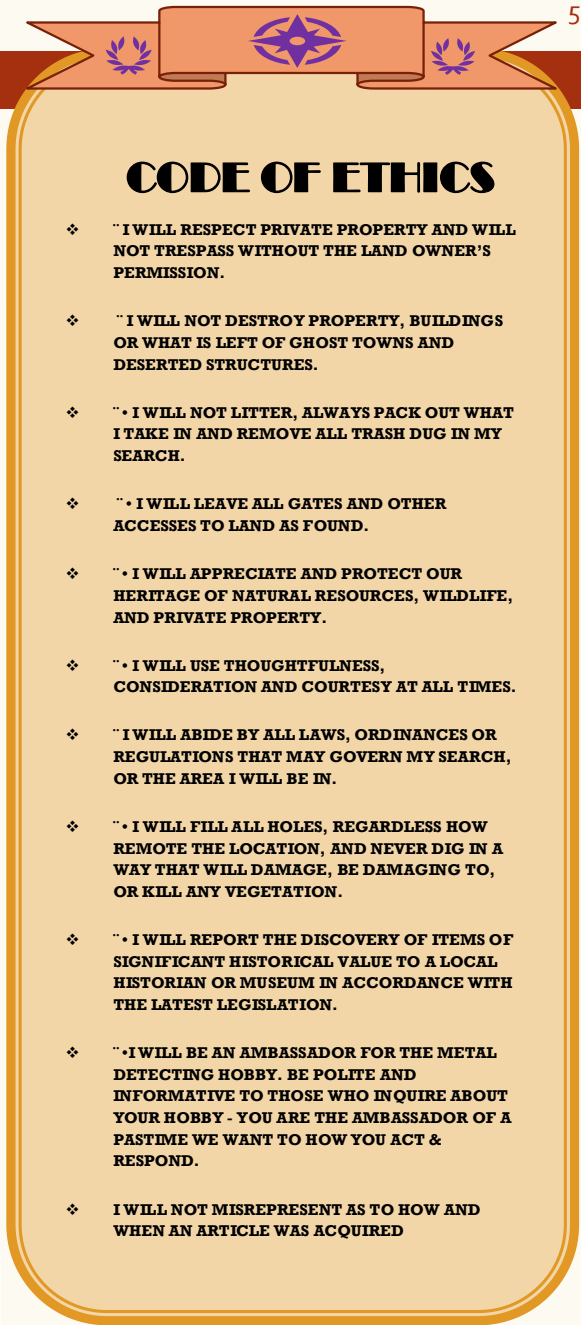 5
CODE OF ETHICS
❖ ¨ I WILL RESPECT PRIVATE PROPERTY AND WILL
NOT TRESPASS WITHOUT THE LAND OWNER’S
PERMISSION.
❖ ¨ I WILL NOT DESTROY PROPERTY, BUILDINGS
OR WHAT IS LEFT OF GHOST TOWNS AND
DESERTED STRUCTURES.
❖ ¨• I WILL NOT LITTER, ALWAYS PACK OUT WHAT
I TAKE IN AND REMOVE ALL TRASH DUG IN MY
SEARCH.
❖ ¨• I WILL LEAVE ALL GATES AND OTHER
ACCESSES TO LAND AS FOUND.
❖ ¨• I WILL APPRECIATE AND PROTECT OUR
HERITAGE OF NATURAL RESOURCES, WILDLIFE,
AND PRIVATE PROPERTY.
❖ ¨• I WILL USE THOUGHTFULNESS,
CONSIDERATION AND COURTESY AT ALL TIMES.
❖ ¨ I WILL ABIDE BY ALL LAWS, ORDINANCES OR
REGULATIONS THAT MAY GOVERN MY SEARCH,
OR THE AREA I WILL BE IN.
❖ ¨• I WILL FILL ALL HOLES, REGARDLESS HOW
REMOTE THE LOCATION, AND NEVER DIG IN A
WAY THAT WILL DAMAGE, BE DAMAGING TO,
OR KILL ANY VEGETATION.
❖ ¨• I WILL REPORT THE DISCOVERY OF ITEMS OF
SIGNIFICANT HISTORICAL VALUE TO A LOCAL
HISTORIAN OR MUSEUM IN ACCORDANCE WITH
THE LATEST LEGISLATION.
❖ ¨•I WILL BE AN AMBASSADOR FOR THE METAL
DETECTING HOBBY. BE POLITE AND
INFORMATIVE TO THOSE WHO INQUIRE ABOUT
YOUR HOBBY - YOU ARE THE AMBASSADOR OF A
PASTIME WE WANT TO HOW YOU ACT &
RESPOND.
❖ I WILL NOT MISREPRESENT AS TO HOW AND
WHEN AN ARTICLE WAS ACQUIRED